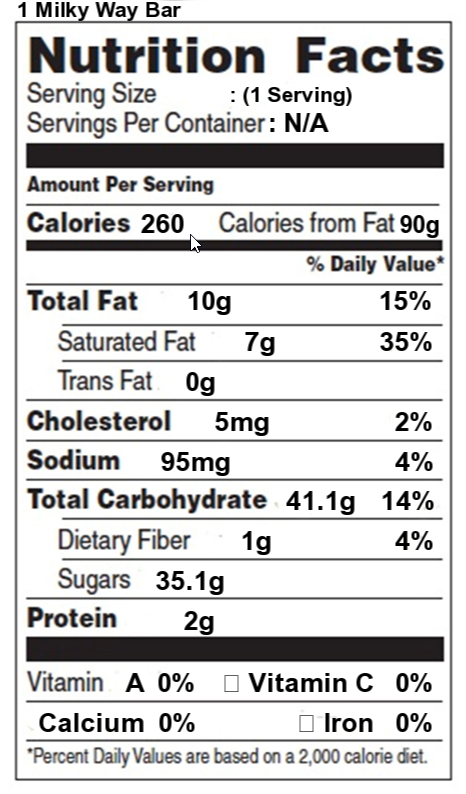 1 Milky Way Bar
Nutrition Facts
Serving Size : (1 Serving)
Servings Per Container : N/A
Amount Per Serving
Calories 260 Calories from Fat 90g
% Daily Value*
Total Fat 10g 15%
Saturated Fat 7g 35%
Trans Fat 0g
Cholesterol 5mg 2%
Sodium 95mg 4%
Total Carbohydrate 41.1g 14%
Dietary Fiber 1g 4%
Sugars 35.1g
Protein 2g
Vitamin A 0% □ Vitamin C 0%
Calcium 0% □ Iron 0%
*Percent Daily Values are based on a 2,000 calorie diet.